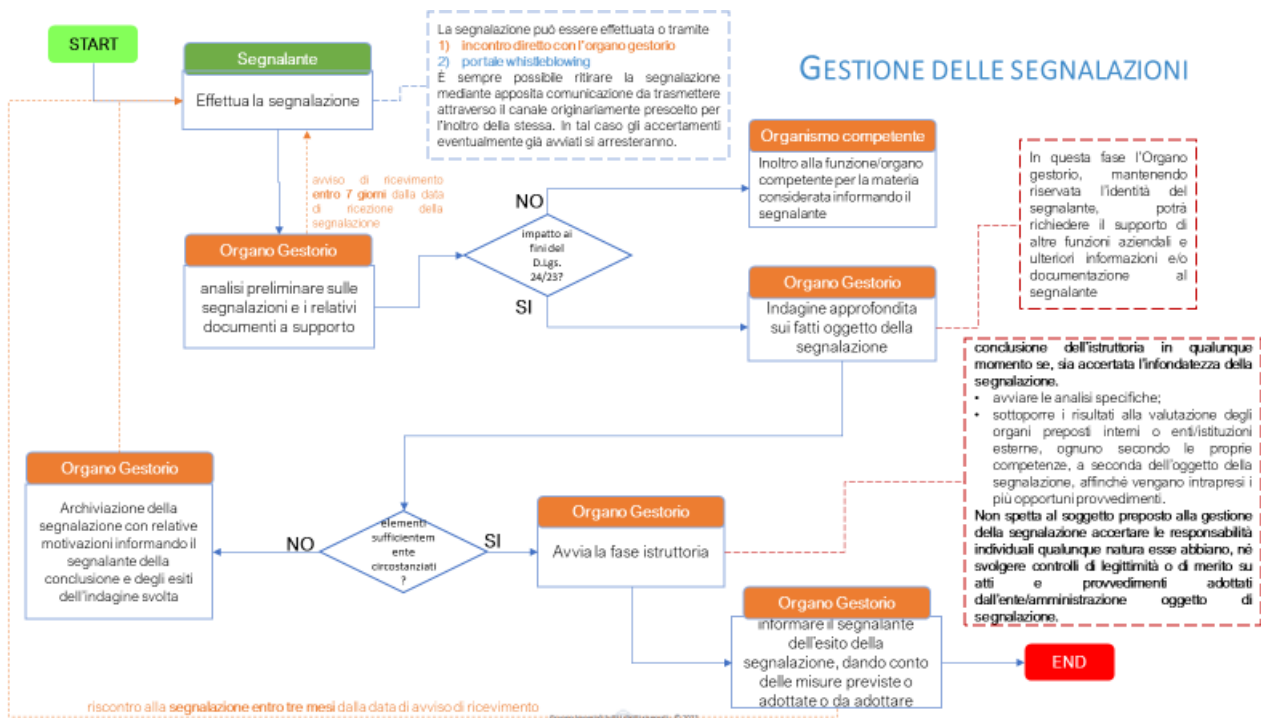 START
Segnalante
Effettua la segnalazione
La segnalazione può essere effettuata o tramite
1) incontro diretto con l'organo gestorio
2) portale whistleblowing
È sempre possibile ritirare la segnalazione
mediante apposita comunicazione da trasmettere
attraverso il canale originariamente prescelto per
l'inoltro della stessa. In tal caso gli accertamenti
eventualmente già avviati si arresteranno.
GESTIONE DELLE SEGNALAZIONI
avviso di ricevimento
entro 7 giorni dalla data
di ricezione della
segnalazione
Organo Gestorio
analisi preliminare sulle
segnalazioni e i relativi
documenti a supporto
impatto ai
fini del
D.Lgs.
24/23?
NO
SI
Organismo competente
Inoltro alla funzione/organo
competente per la materia
considerata informando il
segnalante
Organo Gestorio
Indagine approfondita
sui fatti oggetto della
segnalazione
In questa fase l'Organo
gestorio, mantenendo
riservata l'identità del
segnalante, potrà
richiedere il supporto di
altre funzioni aziendali e
ulteriori informazioni e/o
documentazione al
segnalante
elementi
sufficientem
ente
circostanziati
?
NO
SI
Organo Gestorio
Archiviazione della
segnalazione con relative
motivazioni informando il
segnalante della
conclusione e degli esiti
dell'indagine svolta
Organo Gestorio
Avvia la fase istruttoria
conclusione dell'istruttoria in qualunque
momento se, sia accertata l'infondatezza della
segnalazione.
• avviare le analisi specifiche;
• sottoporre i risultati alla valutazione degli
organi preposti interni o enti/istituzioni
esterne, ognuno secondo le proprie
competenze, a seconda dell'oggetto della
segnalazione, affinché vengano intrapresi i
più opportuni provvedimenti.
Non spetta al soggetto preposto alla gestione
della segnalazione accertare le responsabilità
individuali qualunque natura esse abbiano, né
svolgere controlli di legittimità o di merito su
atti e provvedimenti adottati
dall'ente/amministrazione oggetto di
segnalazione.
Organo Gestorio
informare il segnalante
dell'esito della
segnalazione, dando conto
delle misure previste o
adottate o da adottare
END
riscontro alla segnalazione entro tre mesi dalla data di avviso di ricevimento